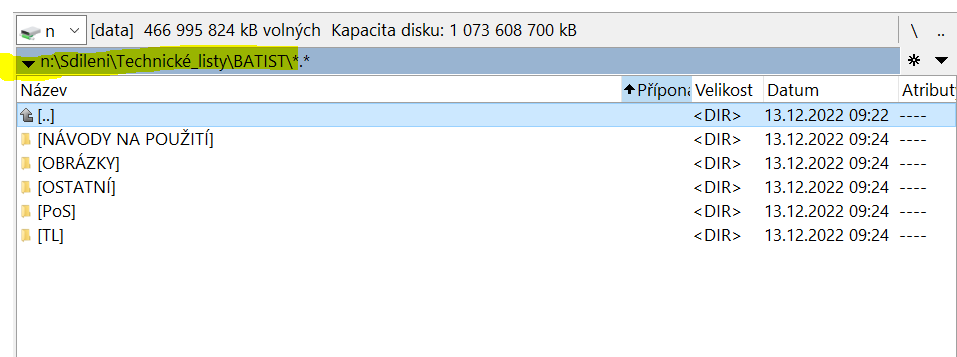 n [data] 466 995 824 kB volných Kapacita disku: 1 073 608 700 kB \ ..
n:\Sdileni\Technické_listy\BATIST\*.* * 
Název Přípona Velikost Datum Atributy
[..] <DIR> 13.12.2022 09:22 ----
[NÁVODY NA POUŽITÍ] <DIR> 13.12.2022 09:24 ----
[OBRÁZKY] <DIR> 13.12.2022 09:24 ----
[OSTATNÍ] <DIR> 13.12.2022 09:24 ----
[PoS] <DIR> 13.12.2022 09:24 ----
[TL] <DIR> 13.12.2022 09:24 ----